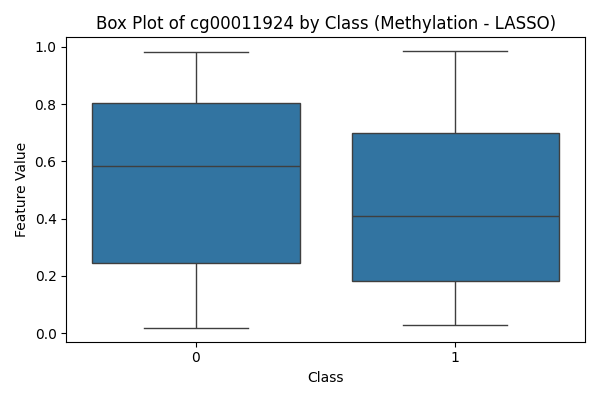 Box Plot of cg00011924 by Class (Methylation - LASSO)
Feature Value
1.0
0.8
0.6
0.4
0.2
0.0
0 1
Class